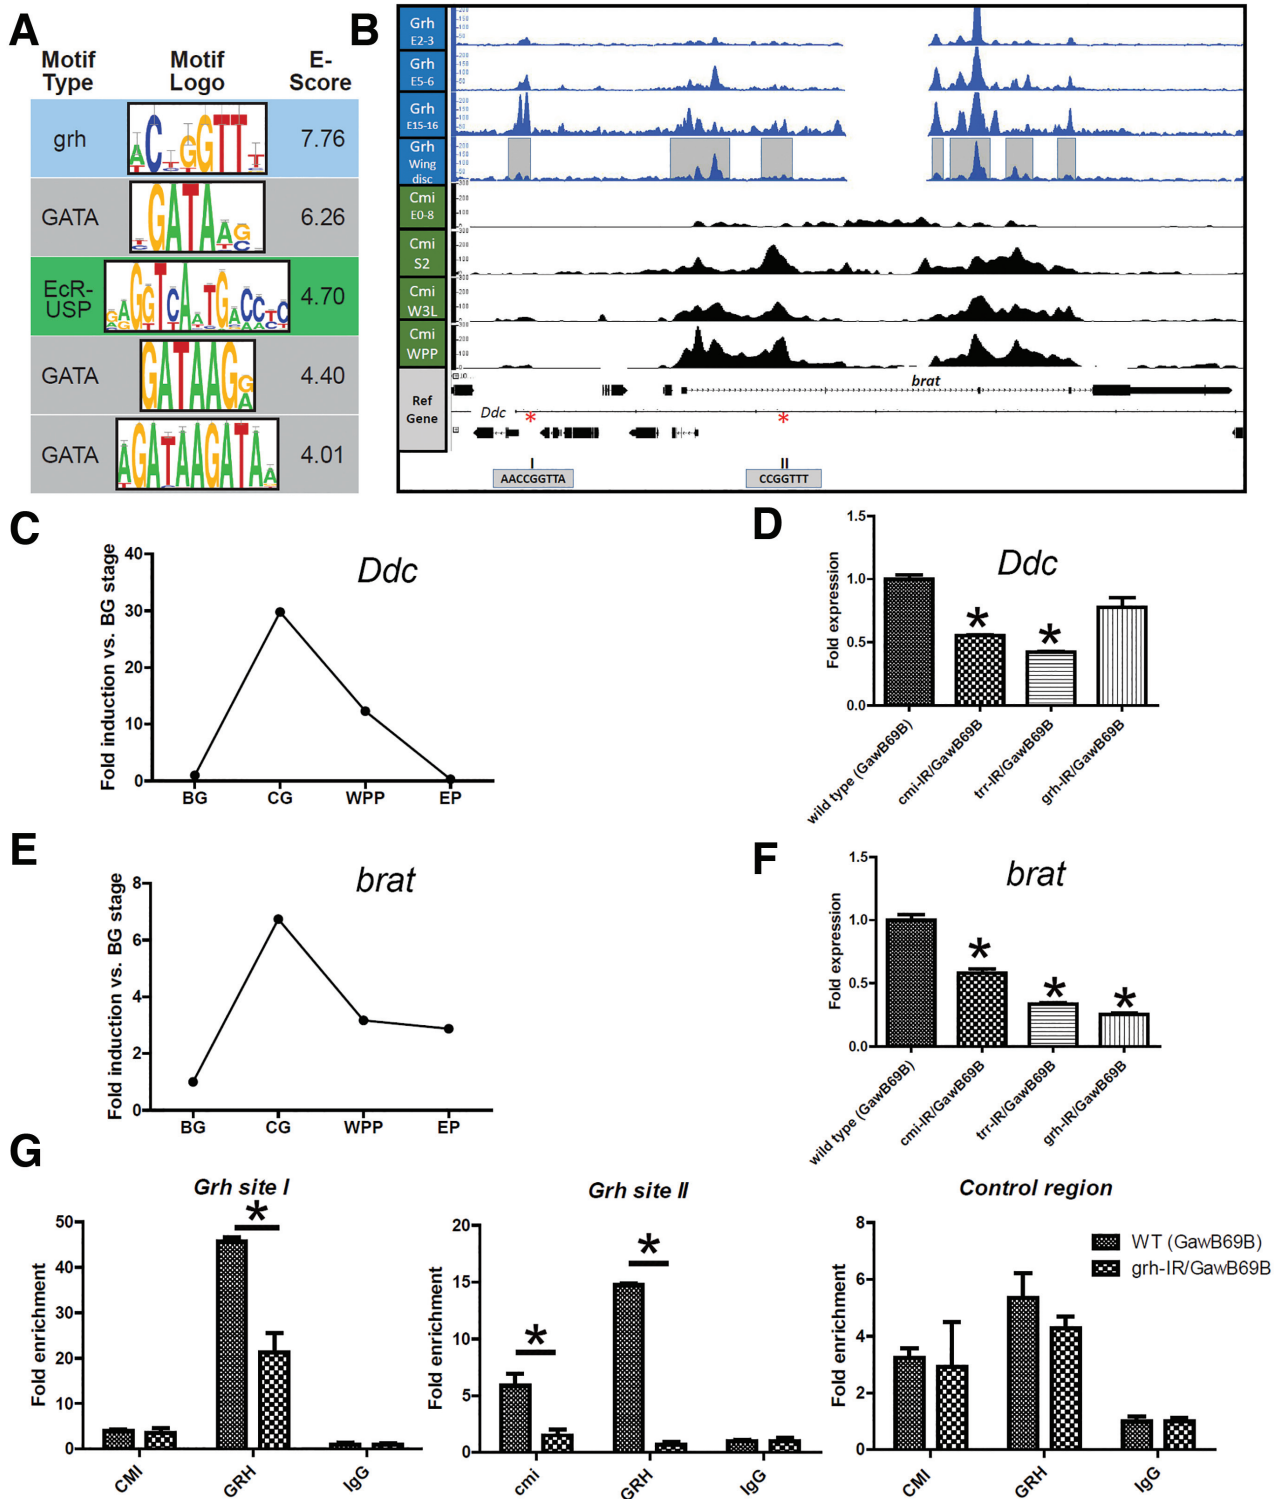 A
Motif Type
Motif Logo
E-Score
grh
7.76
GATA
6.26
EcR-USP
4.70
GATA
4.40
GATA
4.01
B
Grh E2-3
Grh E5-6
Grh E15-16
Grh Wing disc
Cmi E0-8
Cmi S2
Cmi W3L
Cmi WPP
Ref Gene
brat
Ddc
*
*
I
II
AACCGGTTA
CCGGTTT
C
Ddc
Fold induction vs. BG stage
40
30
20
10
0
BG CG WPP EP
D
Ddc
Fold expression
1.5
1.0
0.5
0.0
* *
wild type (GawB69B)
cmi-IR/GawB69B
trr-IR/GawB69B
grh-IR/GawB69B
E
brat
Fold induction vs. BG stage
8
6
4
2
0
BG CG WPP EP
F
brat
Fold expression
1.5
1.0
0.5
0.0
* * *
wild type (GawB69B)
cmi-IR/GawB69B
trr-IR/GawB69B
grh-IR/GawB69B
G
Grh site I
Fold enrichment
50
40
30
20
10
0
*
CMI GRH IgG
Grh site II
Fold enrichment
20
15
10
5
0
* *
cmi GRH IgG
Control region
Fold enrichment
8
6
4
2
0
CMI GRH IgG
WT (GawB69B)
grh-IR/GawB69B